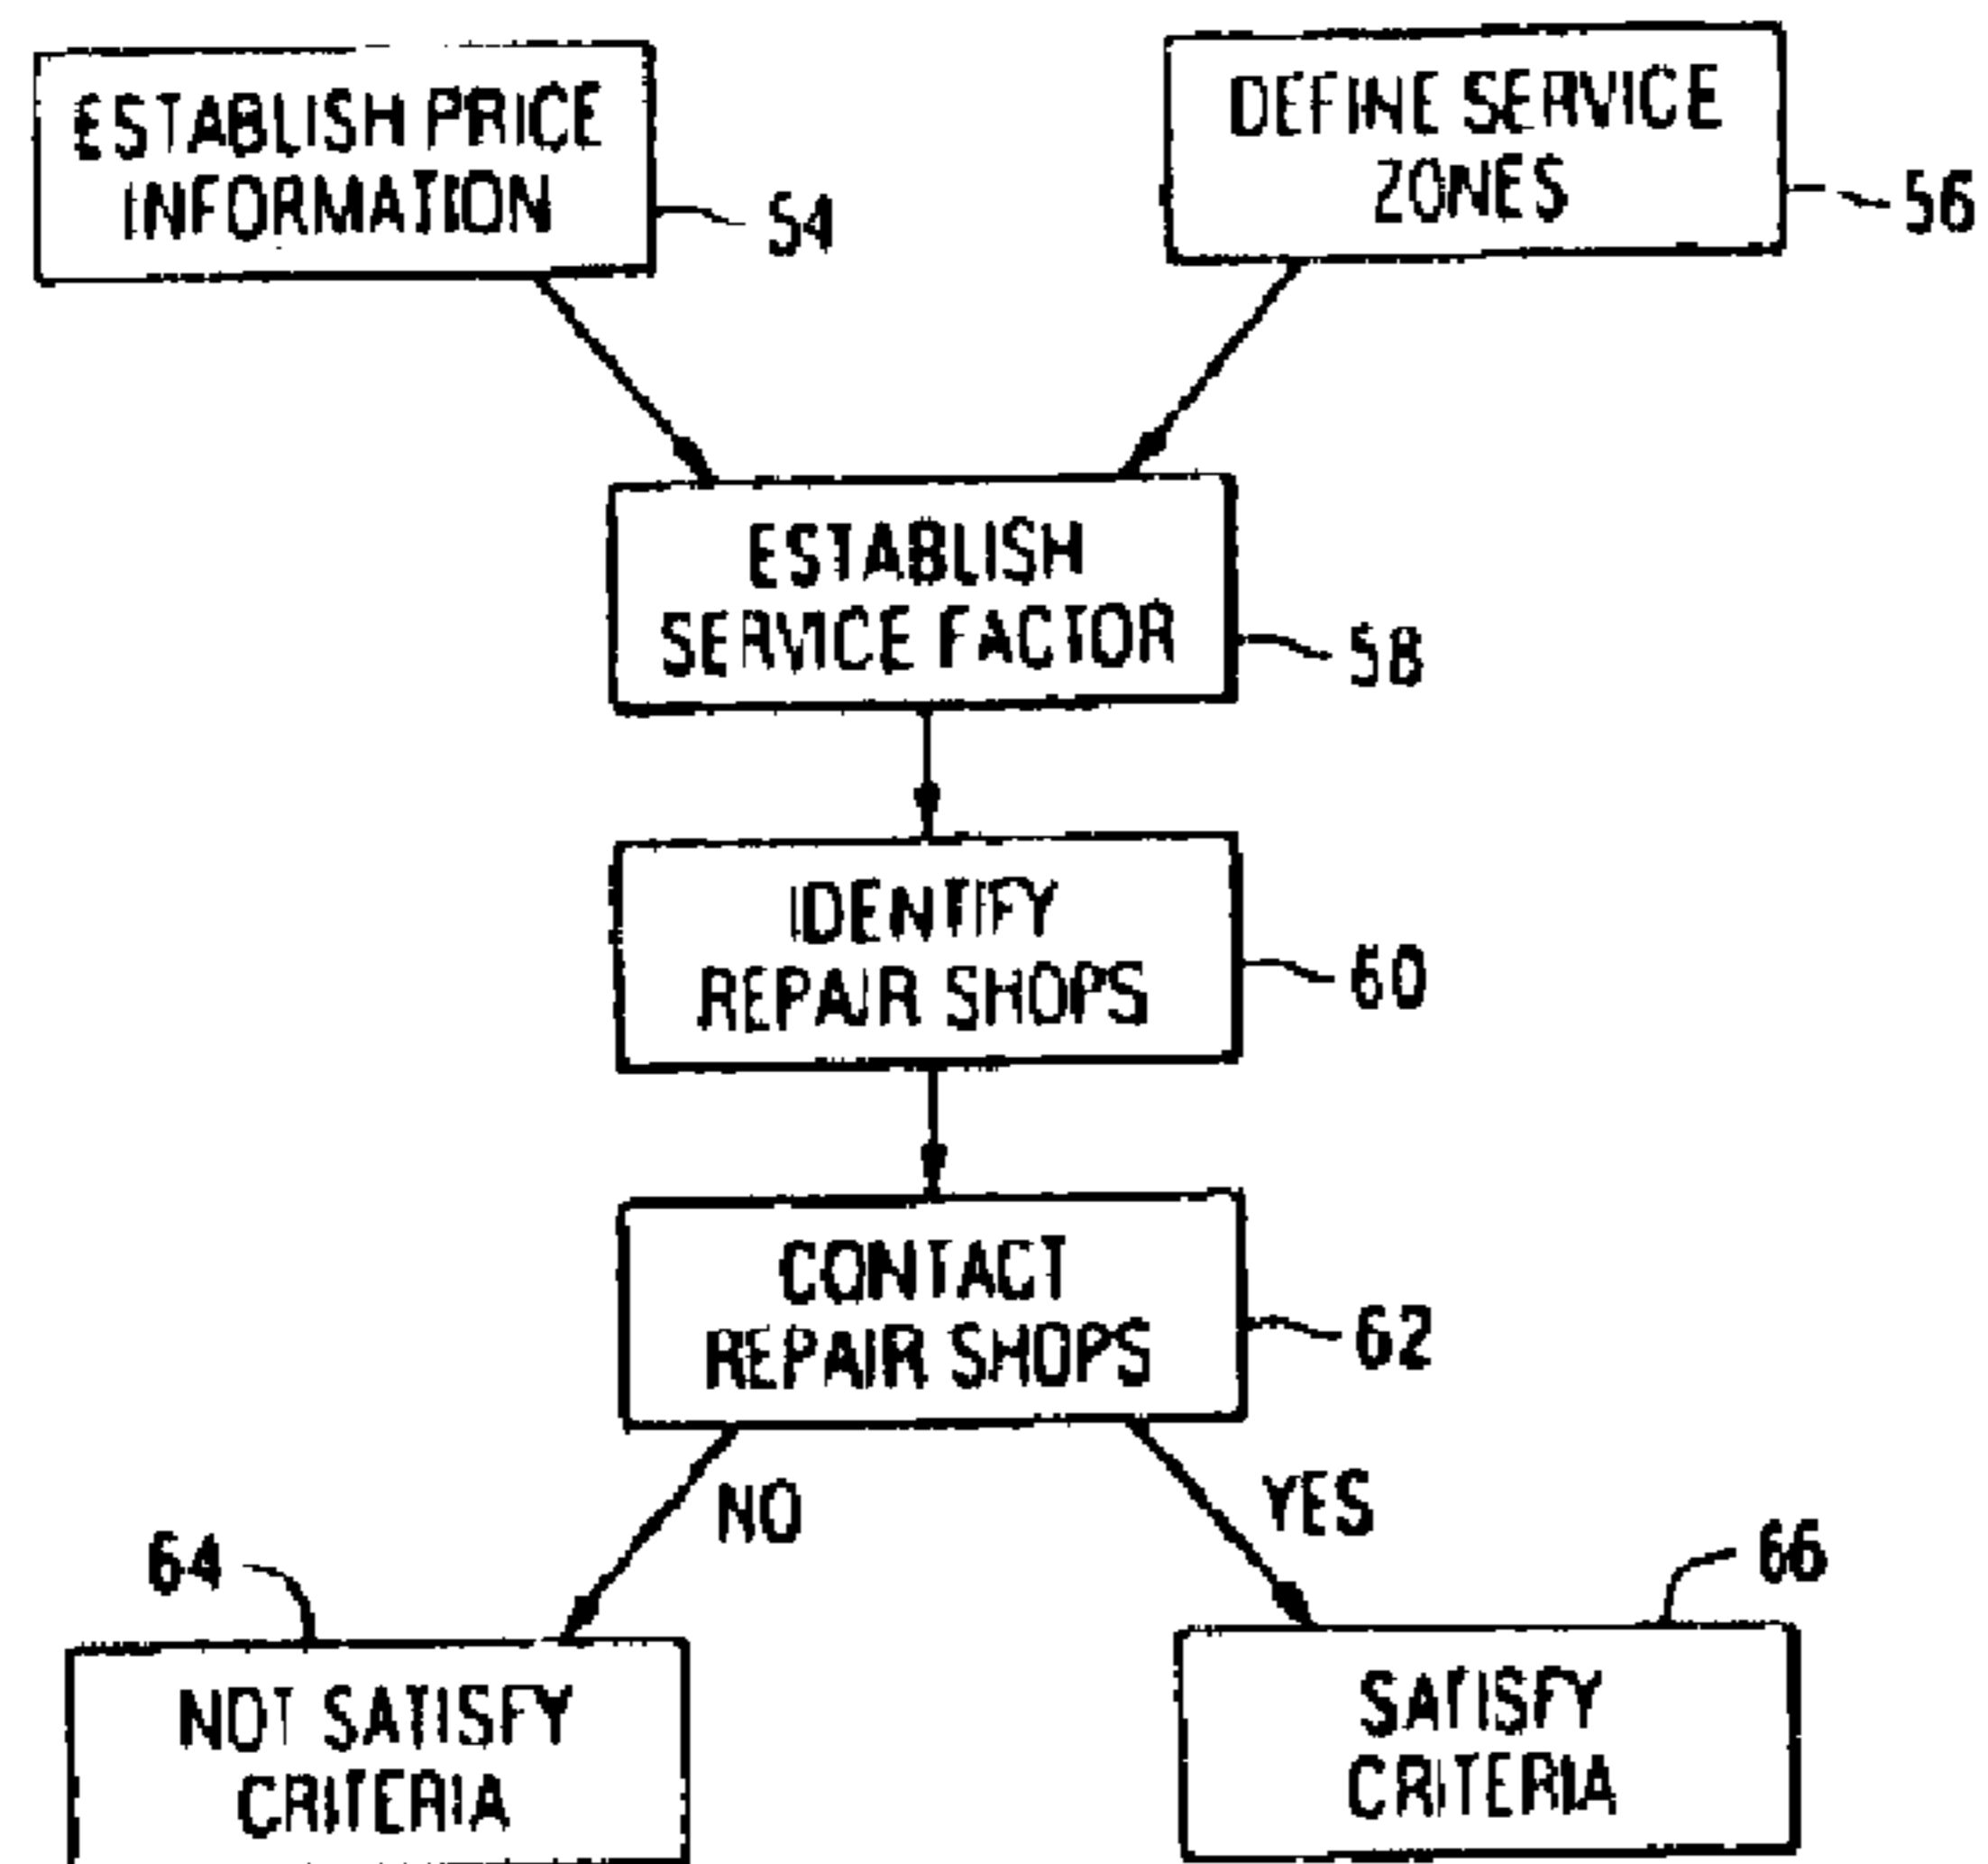 ESTABLISH PRICE
INFORMATION
54
DEFINE SERVICE
ZONES
56
ESTABLISH
SERVICE FACTOR
58
IDENTIFY
REPAIR SHOPS
60
CONTACT
REPAIR SHOPS
62
NO
YES
64
66
NOT SATISFY
CRITERIA
SATISFY
CRITERIA